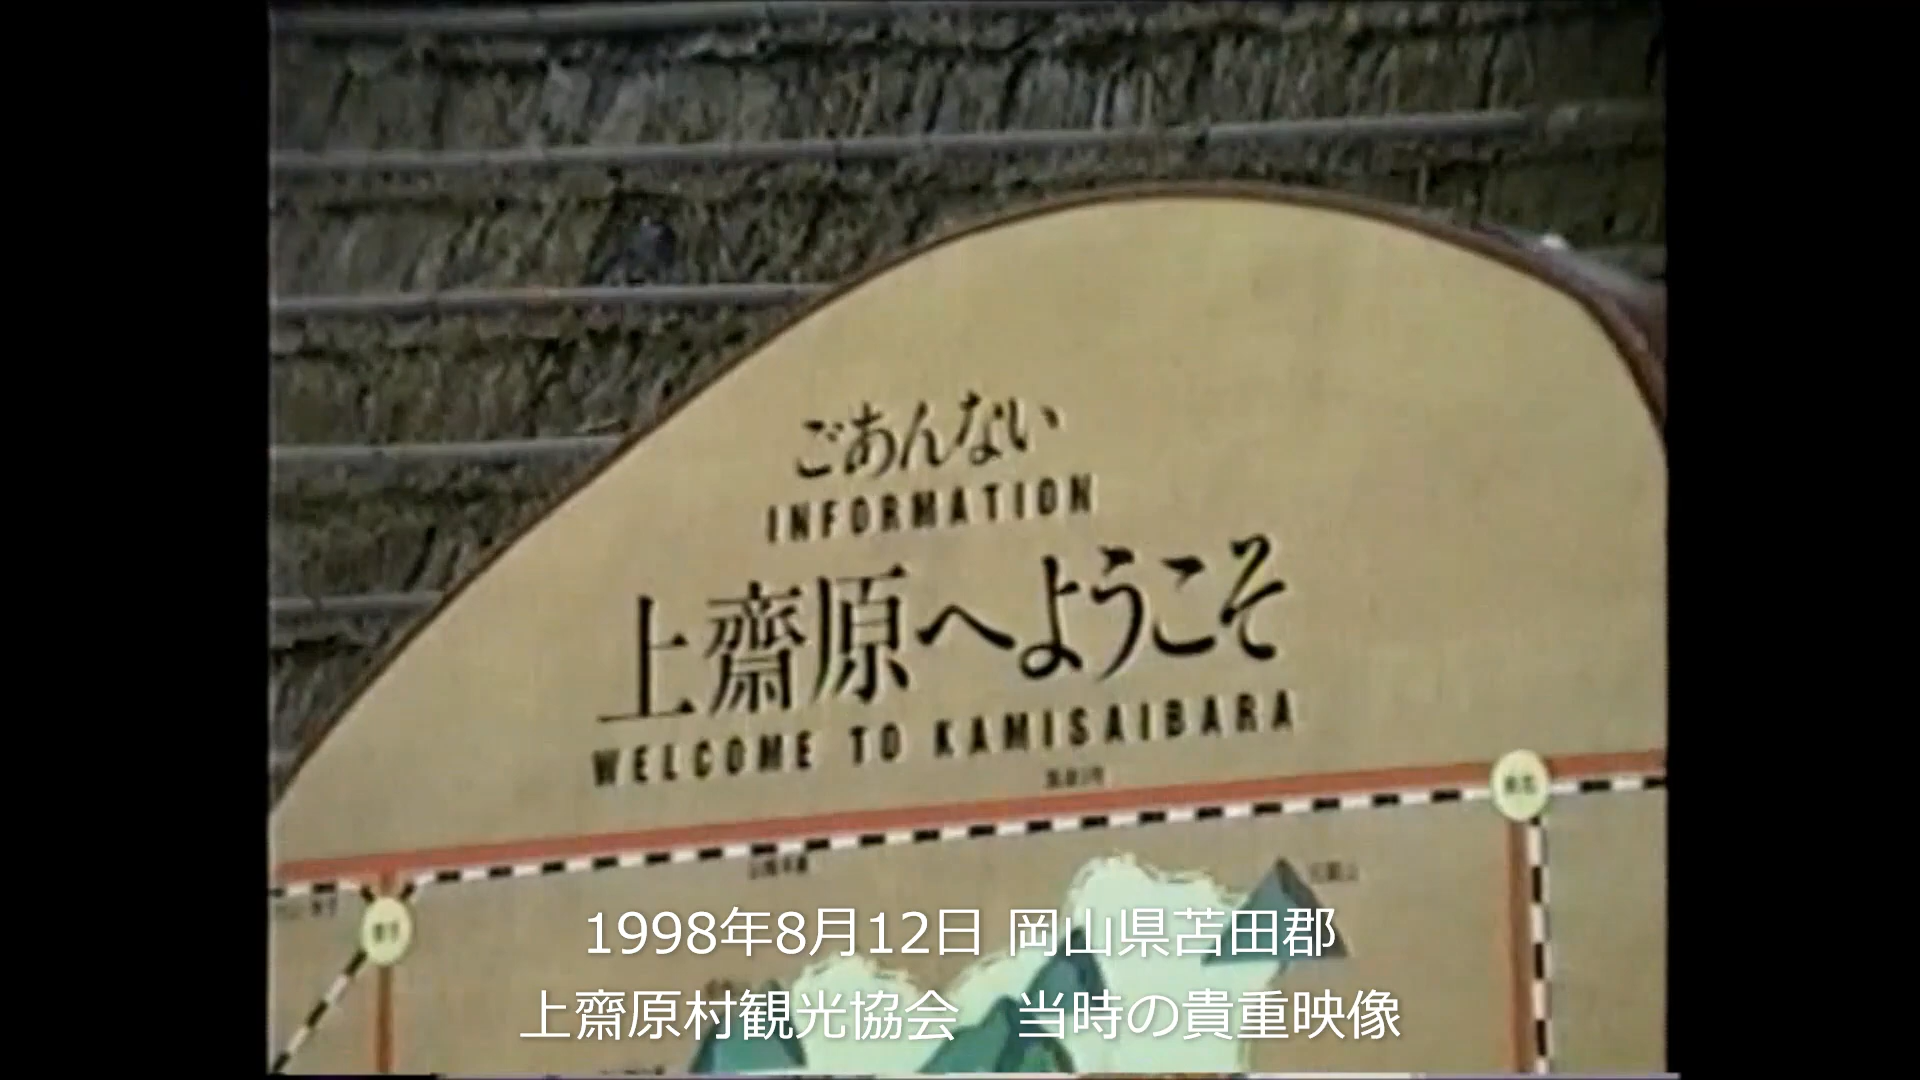 ごあんない
INFORMATION
上齋原へようこそ
WELCOME TO KAMISAIBARA
1998年8月12日 岡山県苫田郡
上齋原村観光協会　当時の貴重映像